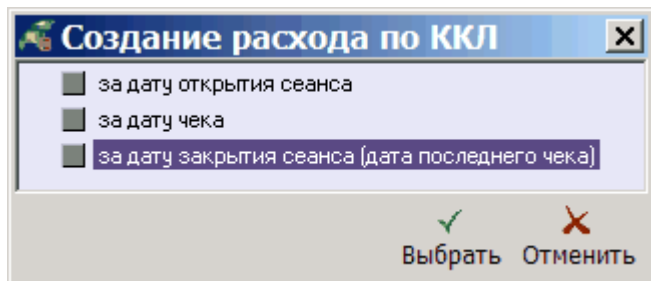 Создание расхода по ККЛ
за дату открытия сеанса
за дату чека
за дату закрытия сеанса (дата последнего чека)
Выбрать Отменить